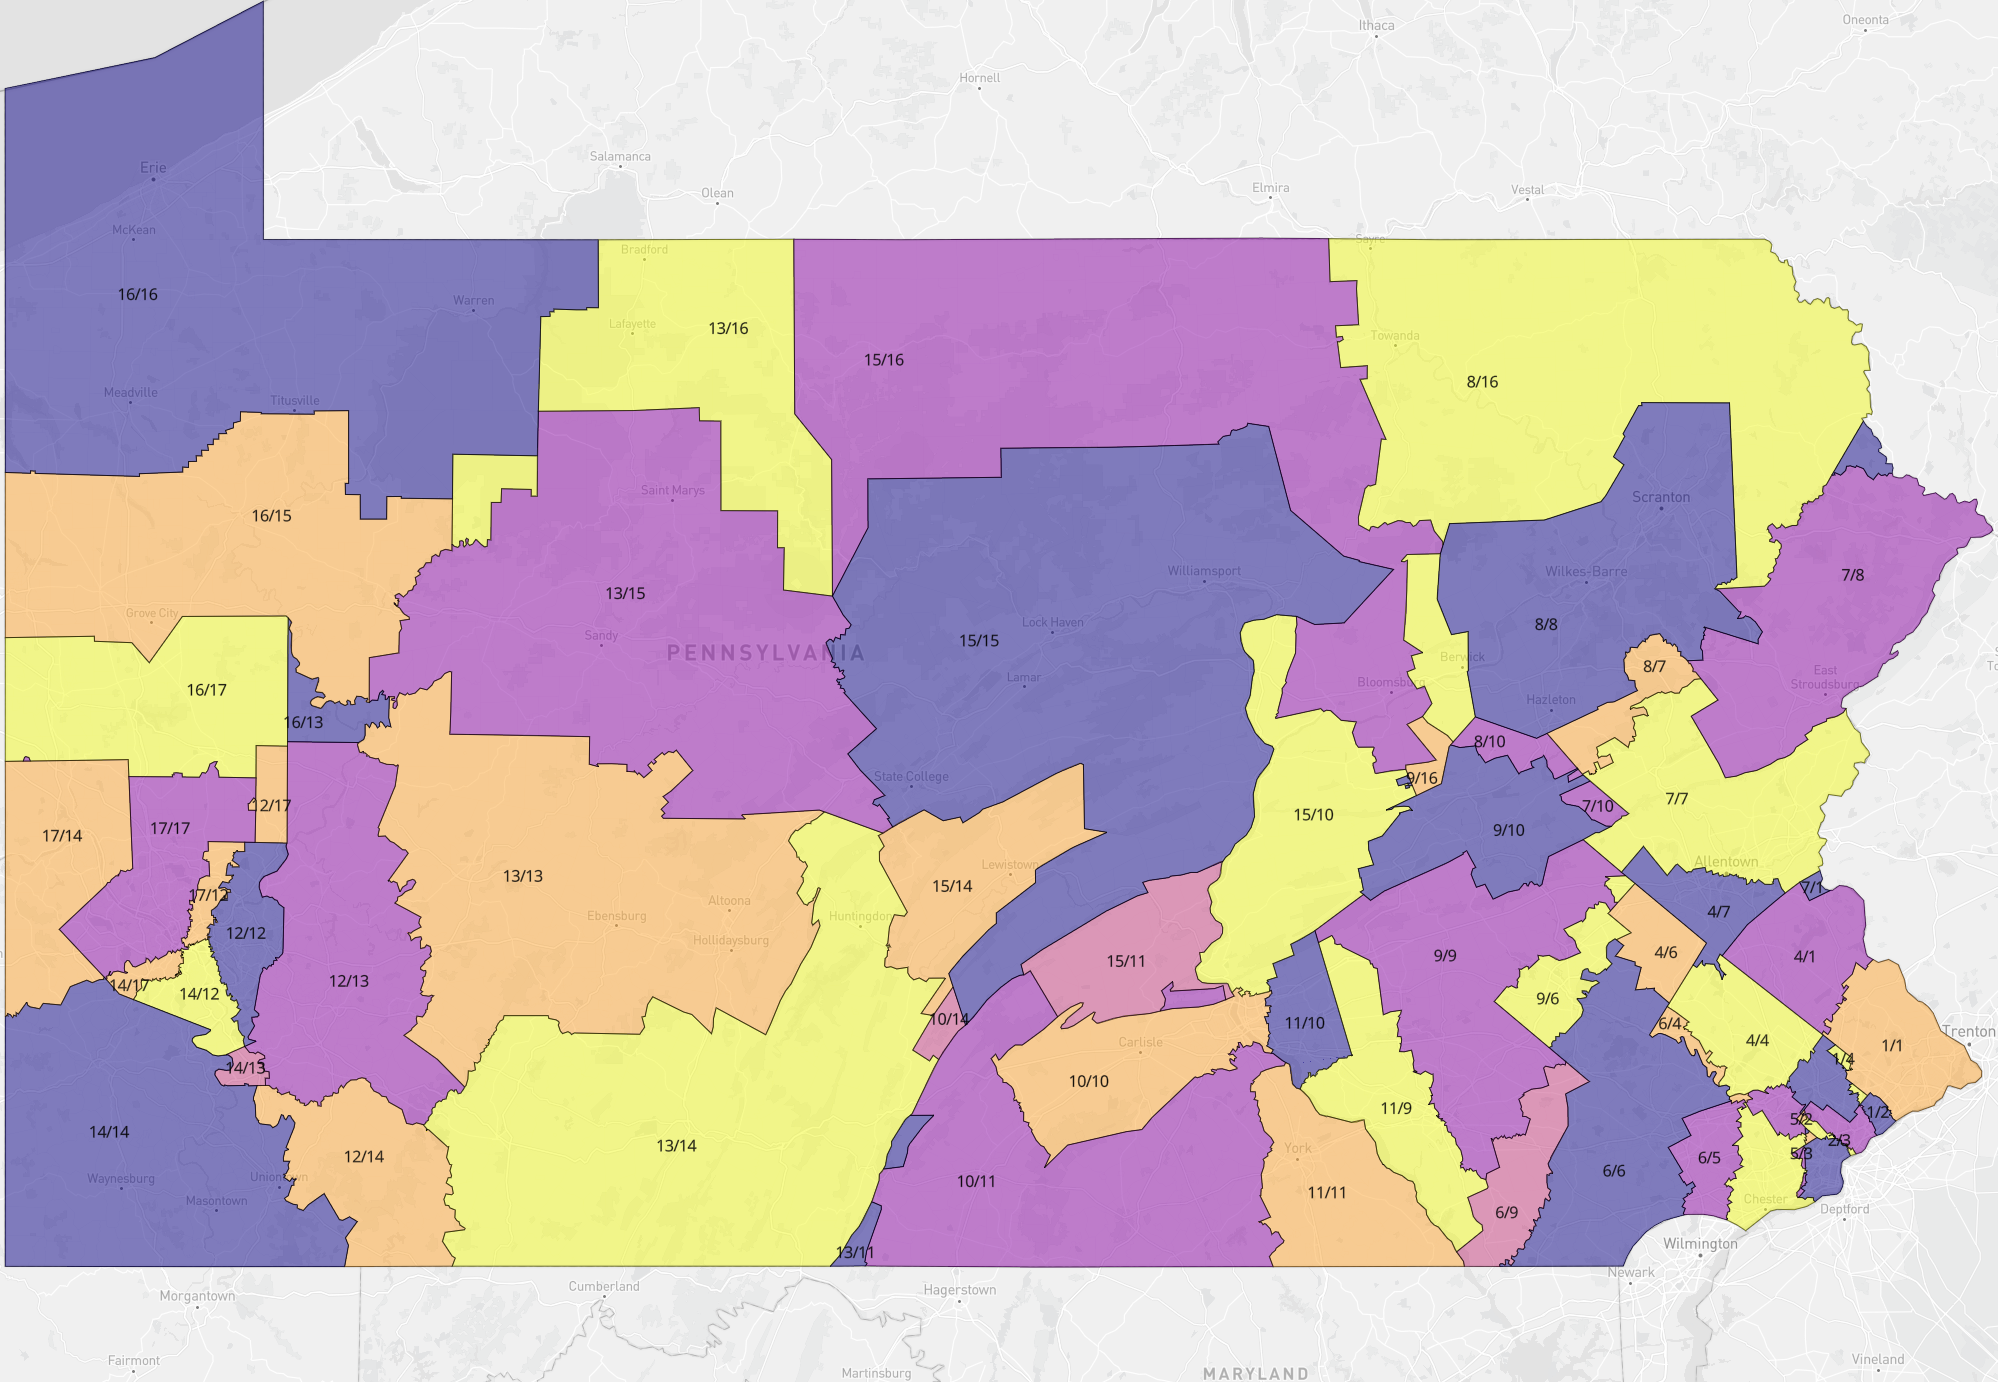 Ithaca
Oneonta
Hornell
Salamanca
Olean
Elmira
Vestal
Erie
McKean
Bradford
Sayre
16/16
Warren
Lafayette
13/16
Towanda
15/16
8/16
Meadville
Titusville
Saint Marys
Scranton
16/15
Williamsport
Wilkes-Barre
7/8
13/15
Grove City
Lock Haven
8/8
Sandy
PENNSYLVANIA
15/15
Berwick
8/7
East
Stroudsburg
Lamar
Bloomsburg
16/17
Hazleton
16/13
8/10
State College
9/16
12/17
7/7
7/10
15/10
17/14
17/17
9/10
Allentown
Lewistown
13/13
15/14
7/1
17/12
Altoona
Ebensburg
Huntingdon
4/7
12/12
Hollidaysburg
4/6
9/9
4/1
15/11
12/13
14/17
14/12
9/6
10/14
11/10
6/4
Trenton
Carlisle
4/4
1/1
1/4
14/13
10/10
11/9
1/2
5/2
14/14
13/14
2/3
York
12/14
5/3
6/5
6/6
Waynesburg
Uniontown
10/11
11/11
Masontown
Chester
6/9
Deptford
13/11
Wilmington
Newark
Morgantown
Cumberland
Hagerstown
Fairmont
Martinsburg
MARYLAND
Vineland